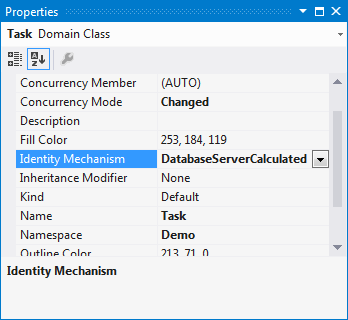 Properties
Task Domain Class
Concurrency Member (AUTO)
Concurrency Mode Changed
Description
Fill Color 253, 184, 119
Identity Mechanism DatabaseServerCalculated
Inheritance Modifier None
Kind Default
Name Task
Namespace Demo
Outline Color 213, 71, 0
Identity Mechanism